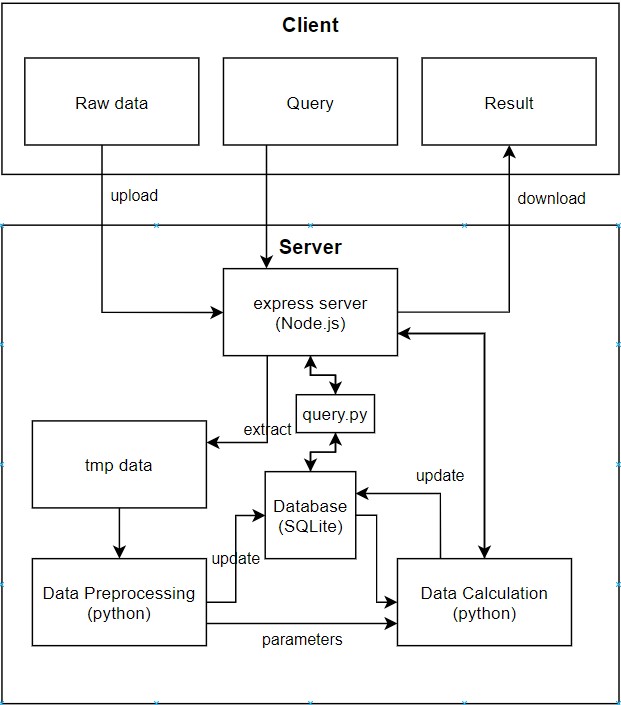 Client
Raw data
Query
Result
upload
download
Server
express server
(Node.js)
query.py
extract
tmp data
update
Database
(SQLite)
update
Data Preprocessing
(python)
Data Calculation
(python)
parameters